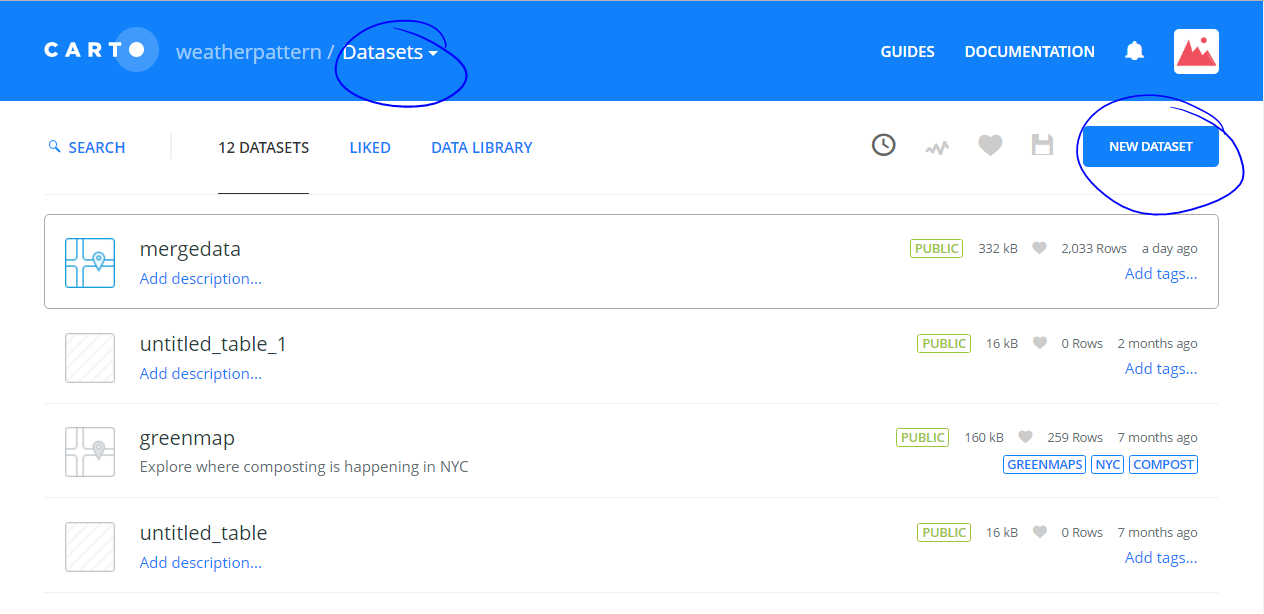 CARTO weatherpattern / Datasets GUIDES DOCUMENTATION
SEARCH 12 DATASETS LIKED DATA LIBRARY NEW DATASET
mergedata PUBLIC 332 kB 2,033 Rows a day ago
Add description... Add tags...
untitled_table_1 PUBLIC 16 kB 0 Rows 2 months ago
Add description... Add tags...
greenmap PUBLIC 160 kB 259 Rows 7 months ago
Explore where composting is happening in NYC GREENMAPS NYC COMPOST
untitled_table PUBLIC 16 kB 0 Rows 7 months ago
Add description... Add tags...